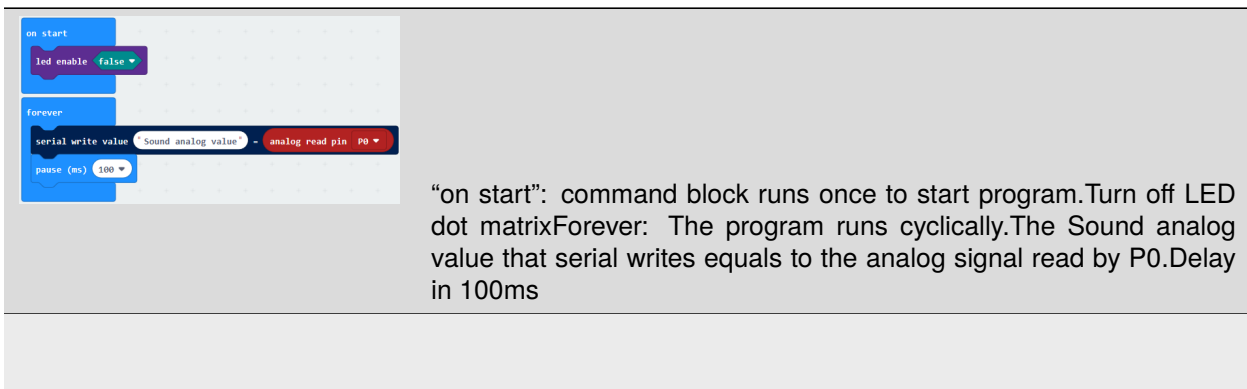 on start
led enable false
forever
serial write value "Sound analog value" = analog read pin P0
pause (ms) 100
“on start”: command block runs once to start program.Turn off LED
dot matrixForever: The program runs cyclically.The Sound analog
value that serial writes equals to the analog signal read by P0.Delay
in 100ms